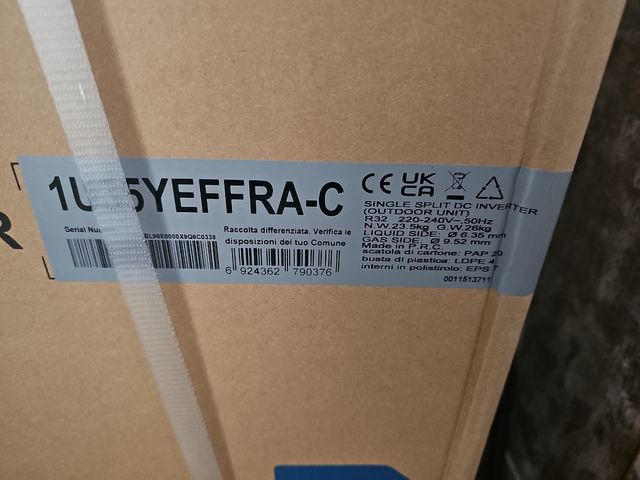 R
1U 5YEFFRA-C
Serial Nu
BL90E0000X9Q6C0338
Raccolta differenziata. Verifica le
disposizioni del tuo Comune
6 924362 790376
CE UK
CA
SINGLE SPLIT DC INVERTER
(OUTDOOR UNIT)
R32 220-240V~,50Hz
N.W.23.5kg G.W.26kg
LIQUID SIDE: Ø 6.35 mm
GAS SIDE: Ø 9.52 mm
Made in P.R.C.
scatola di cartone: PAP 20
busta di plastica: LDPE 4
interni in polistirolo: EPS
0011513711